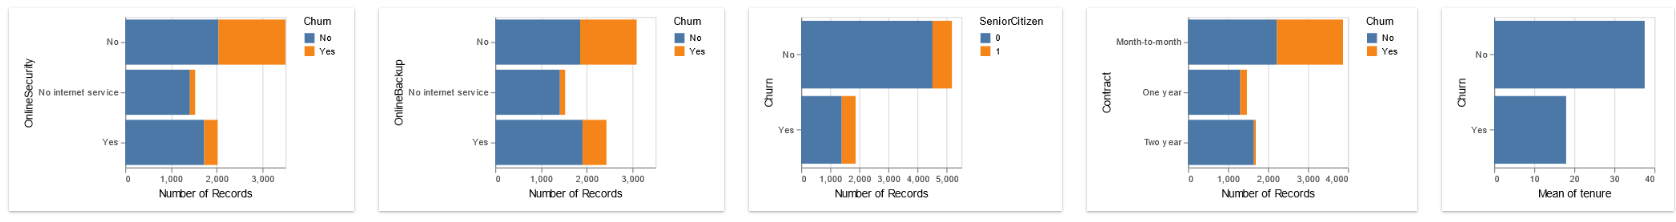 Churn
No
Yes
OnlineSecurity
No
No internet service
Yes
0 1,000 2,000 3,000
Number of Records
Churn
No
Yes
OnlineBackup
No
No internet service
Yes
0 1,000 2,000 3,000
Number of Records
SeniorCitizen
0
1
Churn
No
Yes
0 1,000 2,000 3,000 4,000 5,000
Number of Records
Churn
No
Yes
Contract
Month-to-month
One year
Two year
0 1,000 2,000 3,000 4,000
Number of Records
Churn
No
Yes
0 10 20 30 40
Mean of tenure